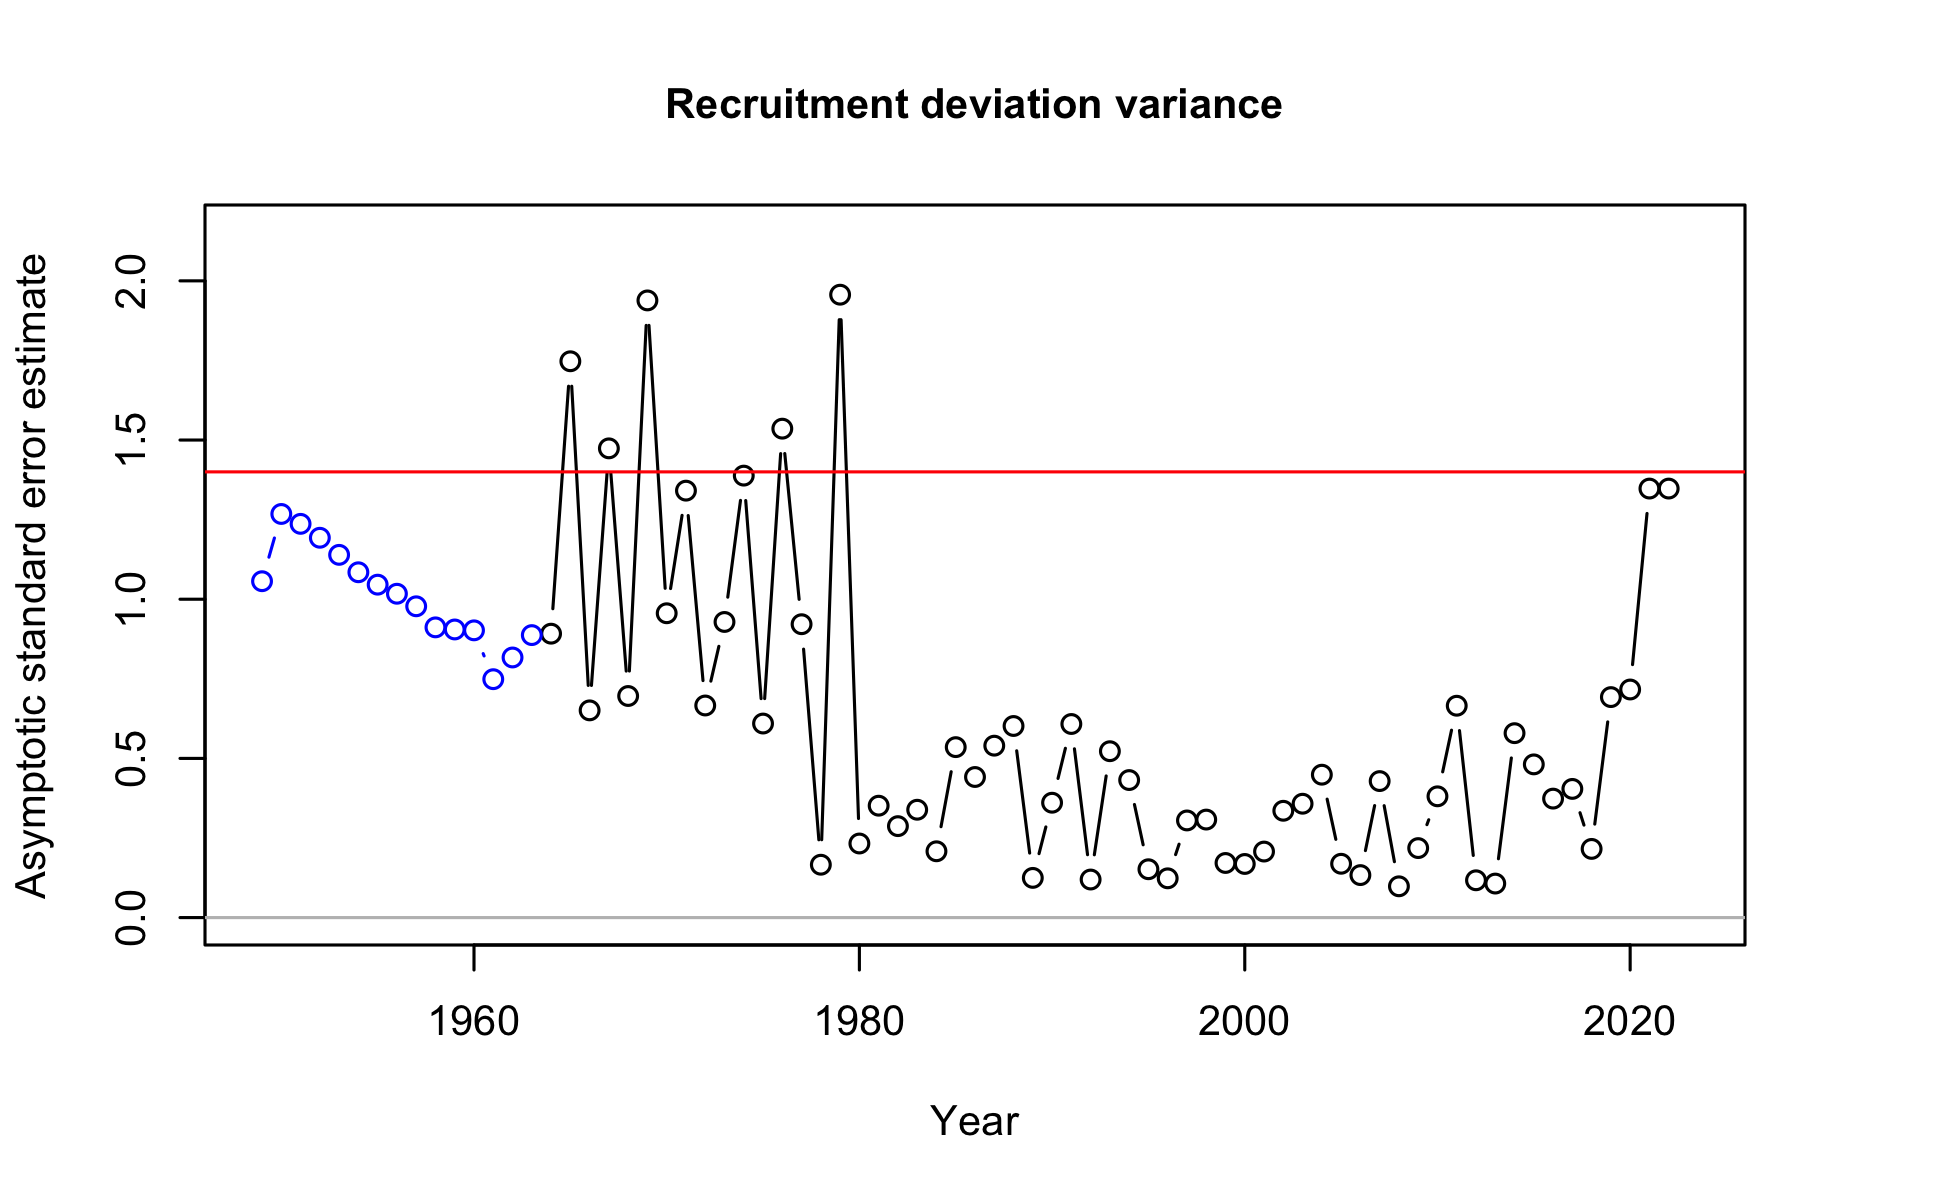 Recruitment deviation variance
Asymptotic standard error estimate
2.0
1.5
1.0
0.5
0.0
1960 1980 2000 2020
Year